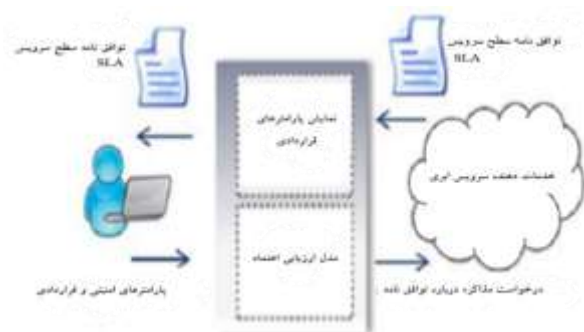 توافق نامه سطح سرویس
SLA
توافق نامه سطح سرویس
SLA
نمایش پارامترهای
قراردادی
خدمات دهنده سرویس ابری
مدل ارزیابی اعتماد
پارامترهای امنیتی و قراردادی
درخواست مذاکره درباره توافق نامه